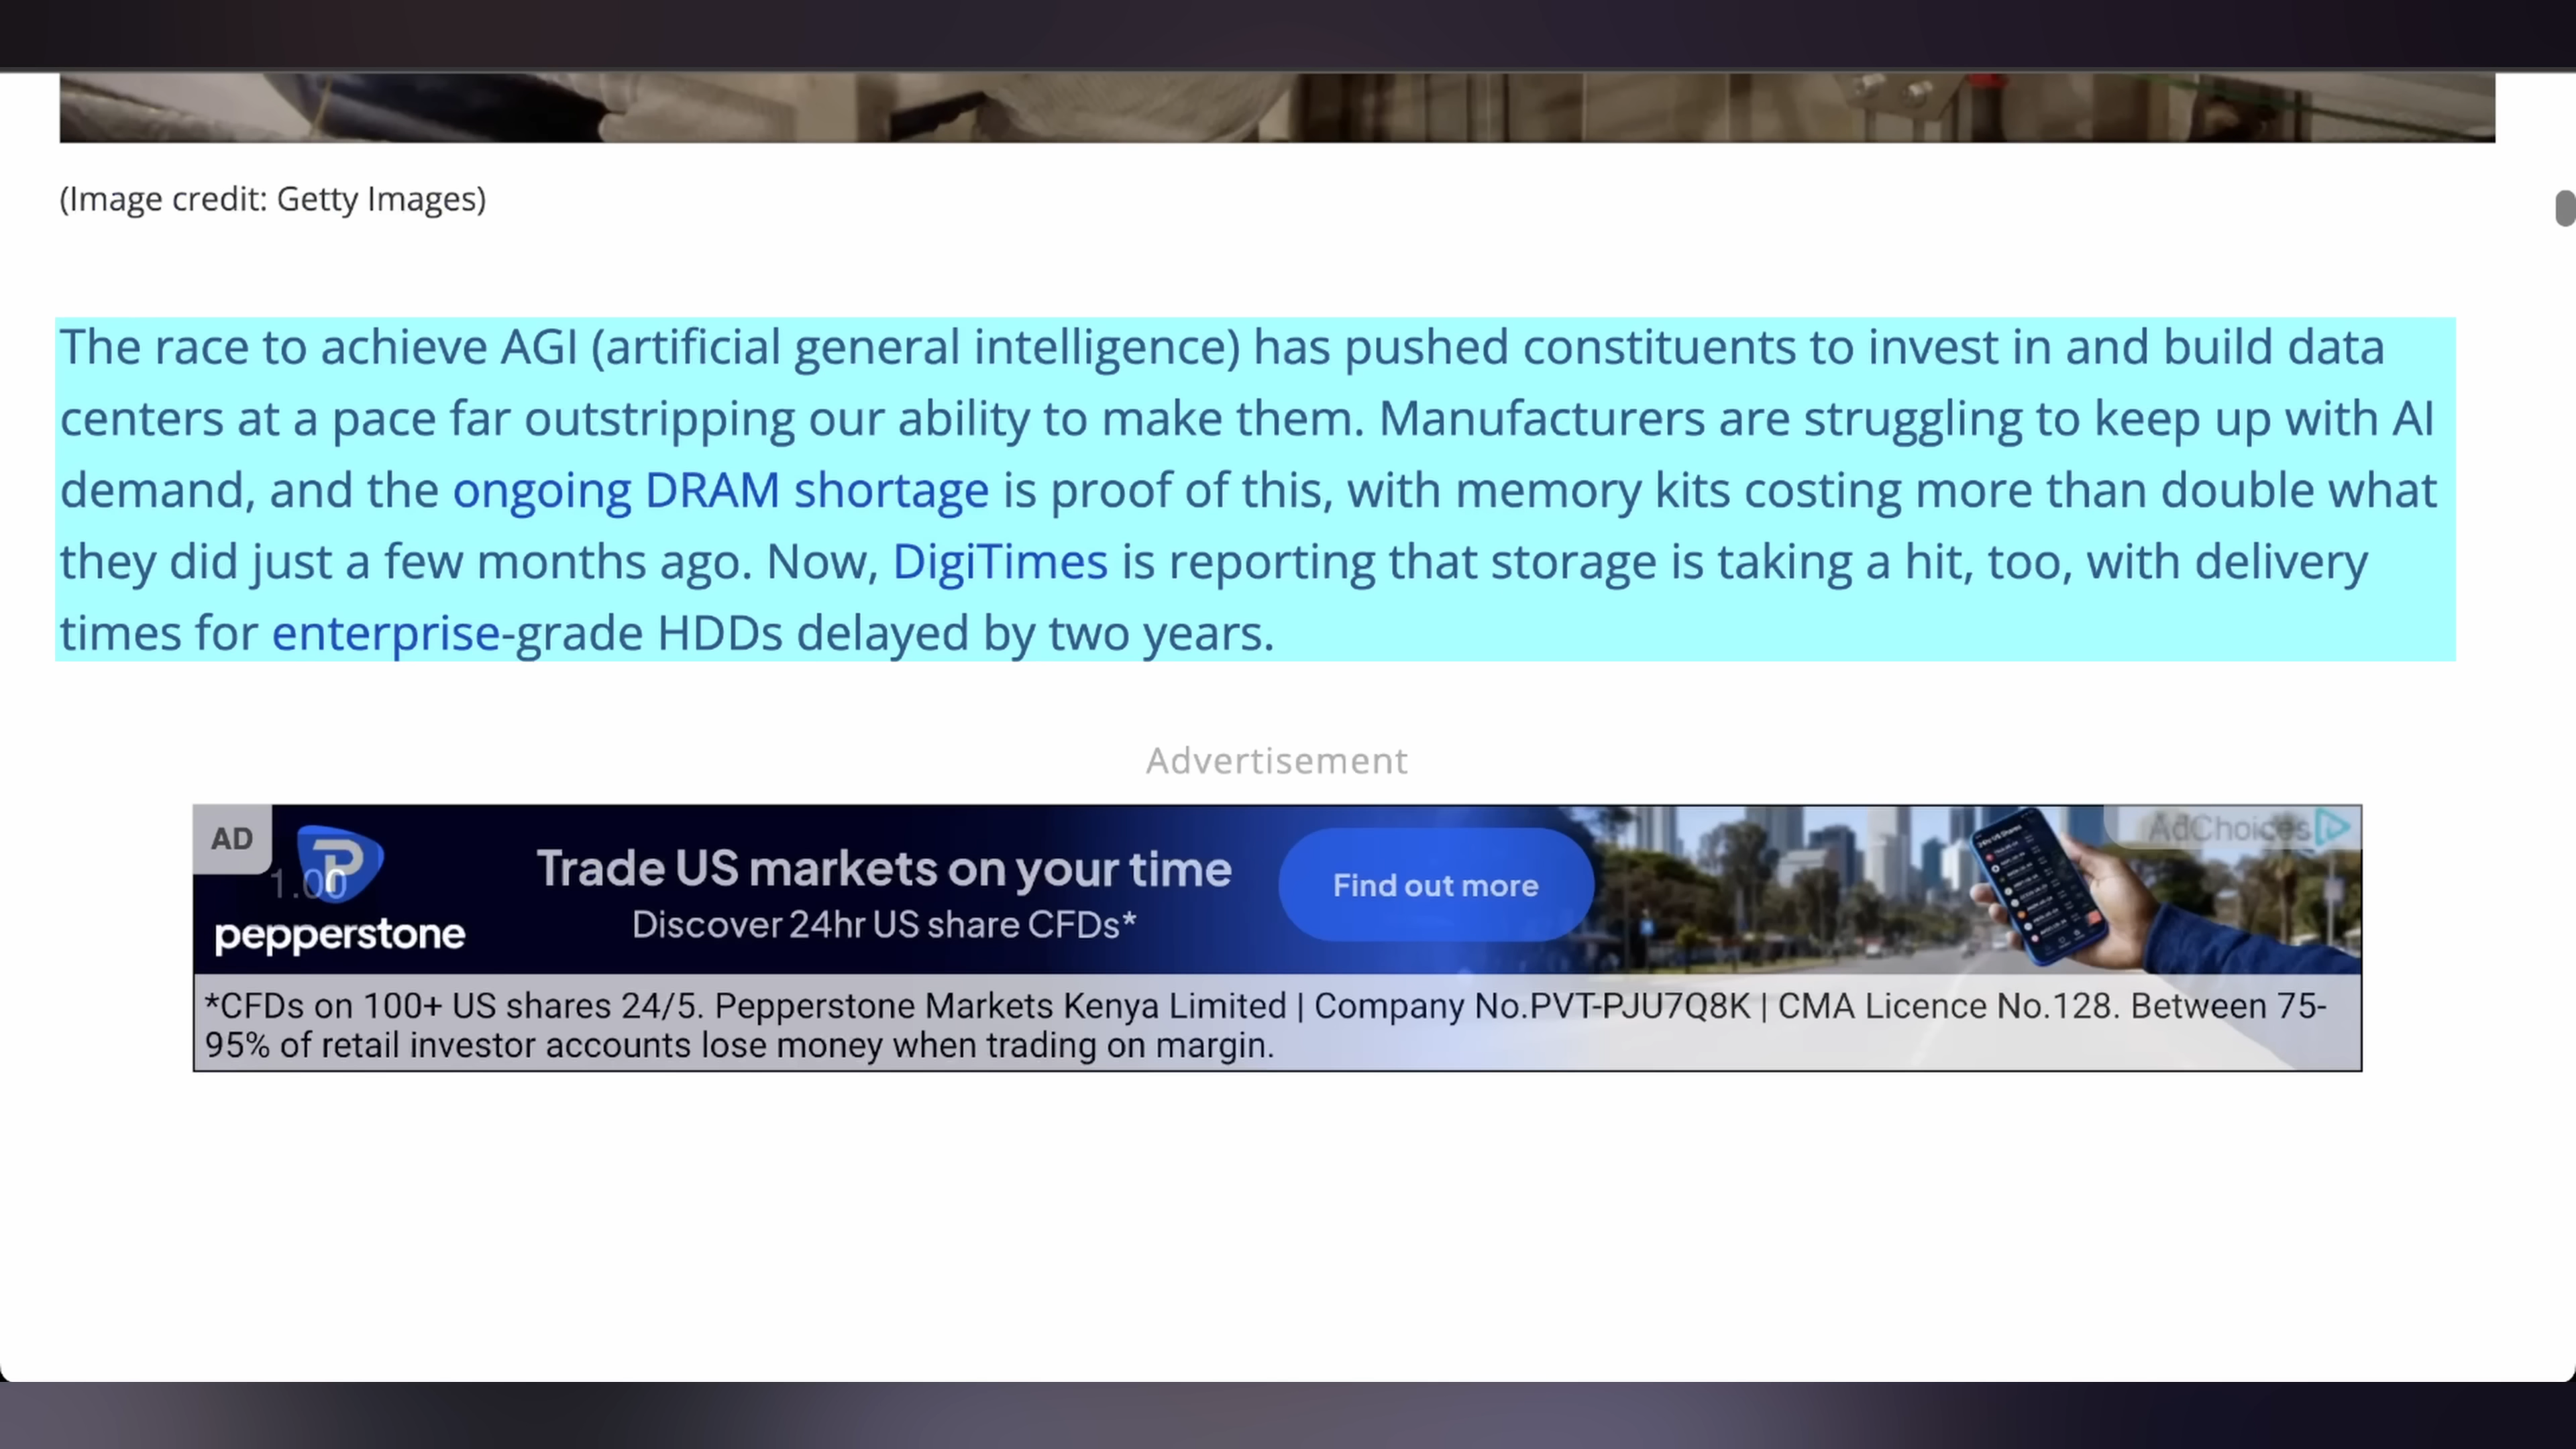 (Image credit: Getty Images)
The race to achieve AGI (artificial general intelligence) has pushed constituents to invest in and build data
centers at a pace far outstripping our ability to make them. Manufacturers are struggling to keep up with AI
demand, and the ongoing DRAM shortage is proof of this, with memory kits costing more than double what
they did just a few months ago. Now, DigiTimes is reporting that storage is taking a hit, too, with delivery
times for enterprise-grade HDDs delayed by two years.
Advertisement
AD
AdChoices
1.00
pepperstone
Trade US markets on your time
Discover 24hr US share CFDs*
Find out more
*CFDs on 100+ US shares 24/5. Pepperstone Markets Kenya Limited | Company No.PVT-PJU7Q8K | CMA Licence No.128. Between 75-
95% of retail investor accounts lose money when trading on margin.